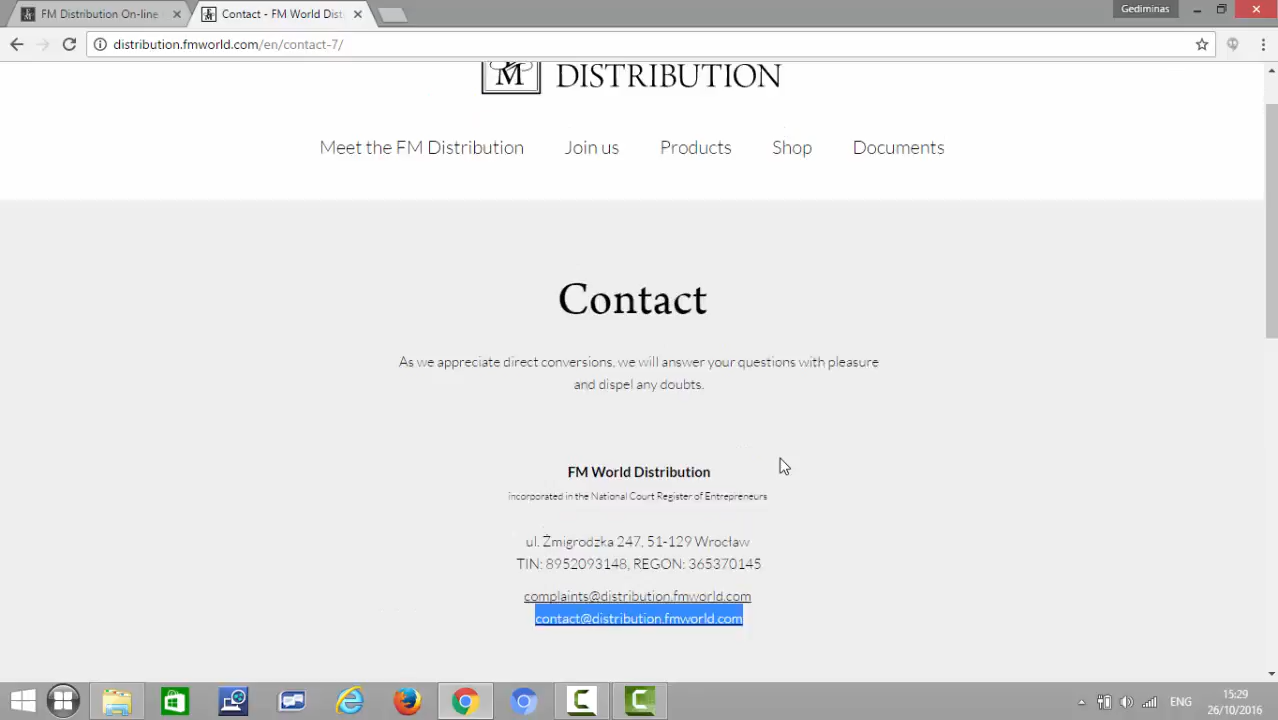 FM Distribution On-line
Contact - FM World Dist
Gediminas
distribution.fmworld.com/en/contact-7/
M DISTRIBUTION
Meet the FM Distribution Join us Products Shop Documents
Contact
As we appreciate direct conversions, we will answer your questions with pleasure
and dispel any doubts.
FM World Distribution
incorporated in the National Court Register of Entrepreneurs
ul. Żmigrodzka 247, 51-129 Wrocław
TIN: 8952093148, REGON: 365370145
complaints@distribution.fmworld.com
contact@distribution.fmworld.com
ENG
15:29
26/10/2016